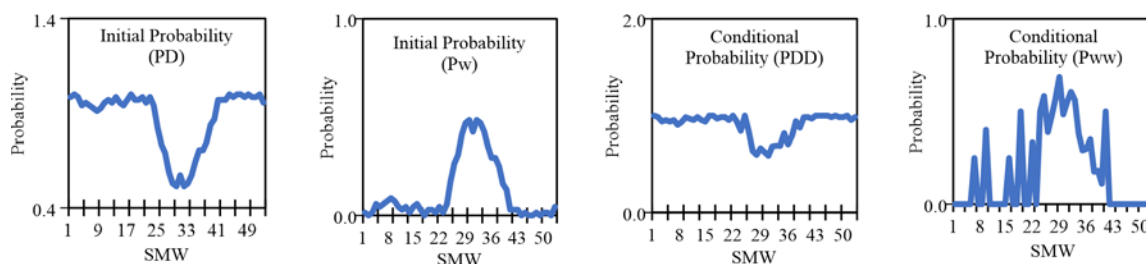 1.4
Initial Probability
(PD)
Probability
0.4
1 9 17 25 33 41 49
SMW
1.0
Initial Probability
(Pw)
Probability
0.0
1 8 15 22 29 36 43 50
SMW
2.0
Conditional
Probability (PDD)
Probability
0.0
1 8 15 22 29 36 43 50
SMW
1.0
Conditional
Probability (Pww)
Probability
0.0
1 8 15 22 29 36 43 50
SMW